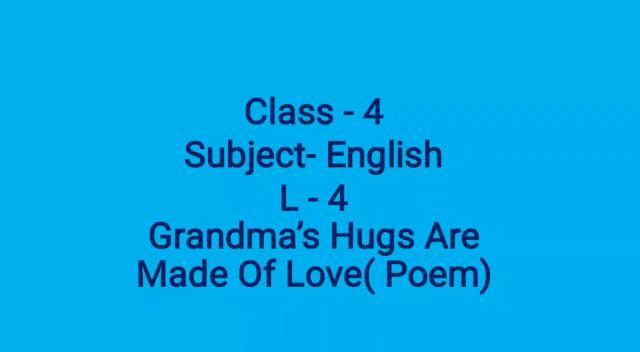 Class - 4
Subject- English
L - 4
Grandma's Hugs Are
Made Of Love( Poem)